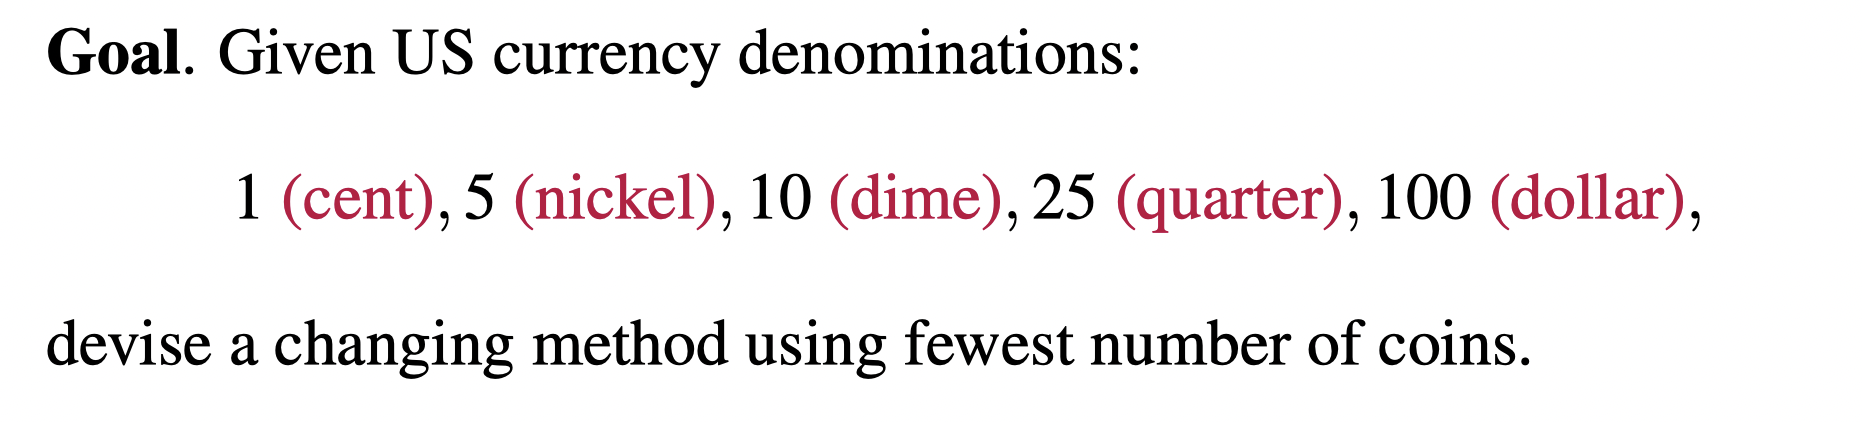 Goal. Given US currency denominations:
1 (cent), 5 (nickel), 10 (dime), 25 (quarter), 100 (dollar),
devise a changing method using fewest number of coins.